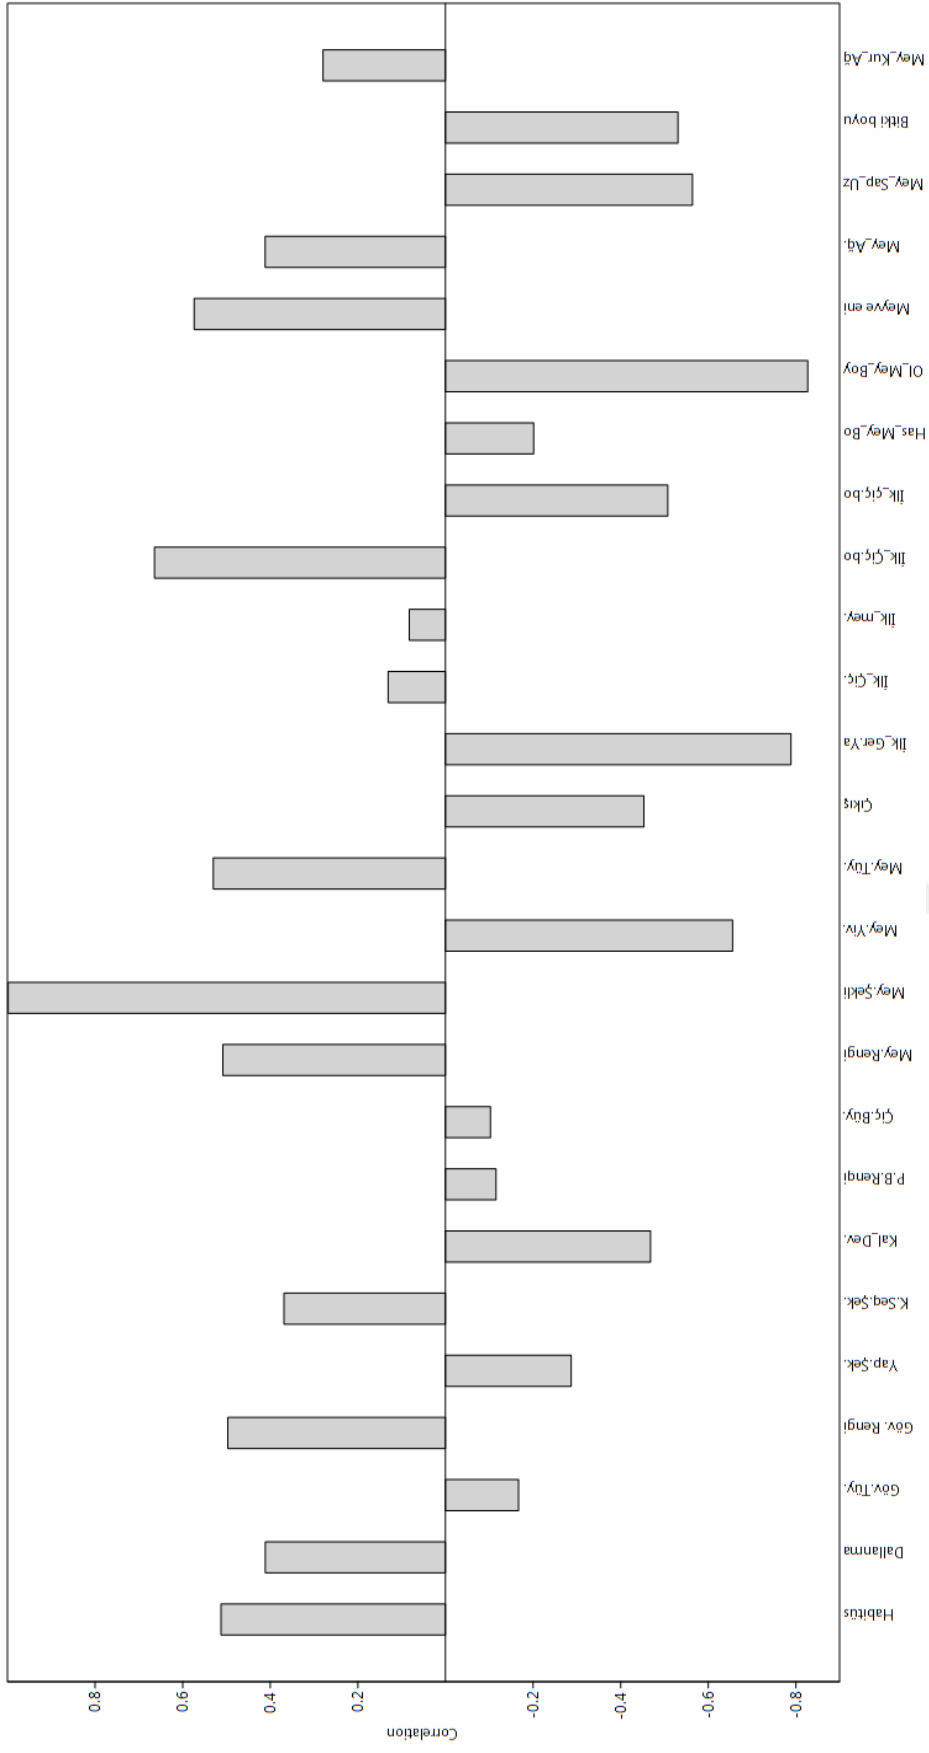 Mey_Kur_Ağ
Bitki boyu
Mey_Sap_Uz
Mey_Ağ.
Meyve eni
Ol_Mey_Boy
Has_Mey_Bo
İlk_çiç.bo
İlk_Çiç.bo
İlk_mey.
İlk_Çiç.
İlk_Ger.Ya
Çıkış
Mey.Tüy.
Mey.Yiv.
Mey.Şekli
Mey.Rengi
Çiç.Büy.
P.B.Rengi
Kal_Dev.
K.Seg.Şek.
Yap.Şek.
Göv. Rengi
Göv.Tüy.
Dallanma
Habitüs
0.8
0.6
0.4
0.2
-0.2
-0.4
-0.6
-0.8
Correlation